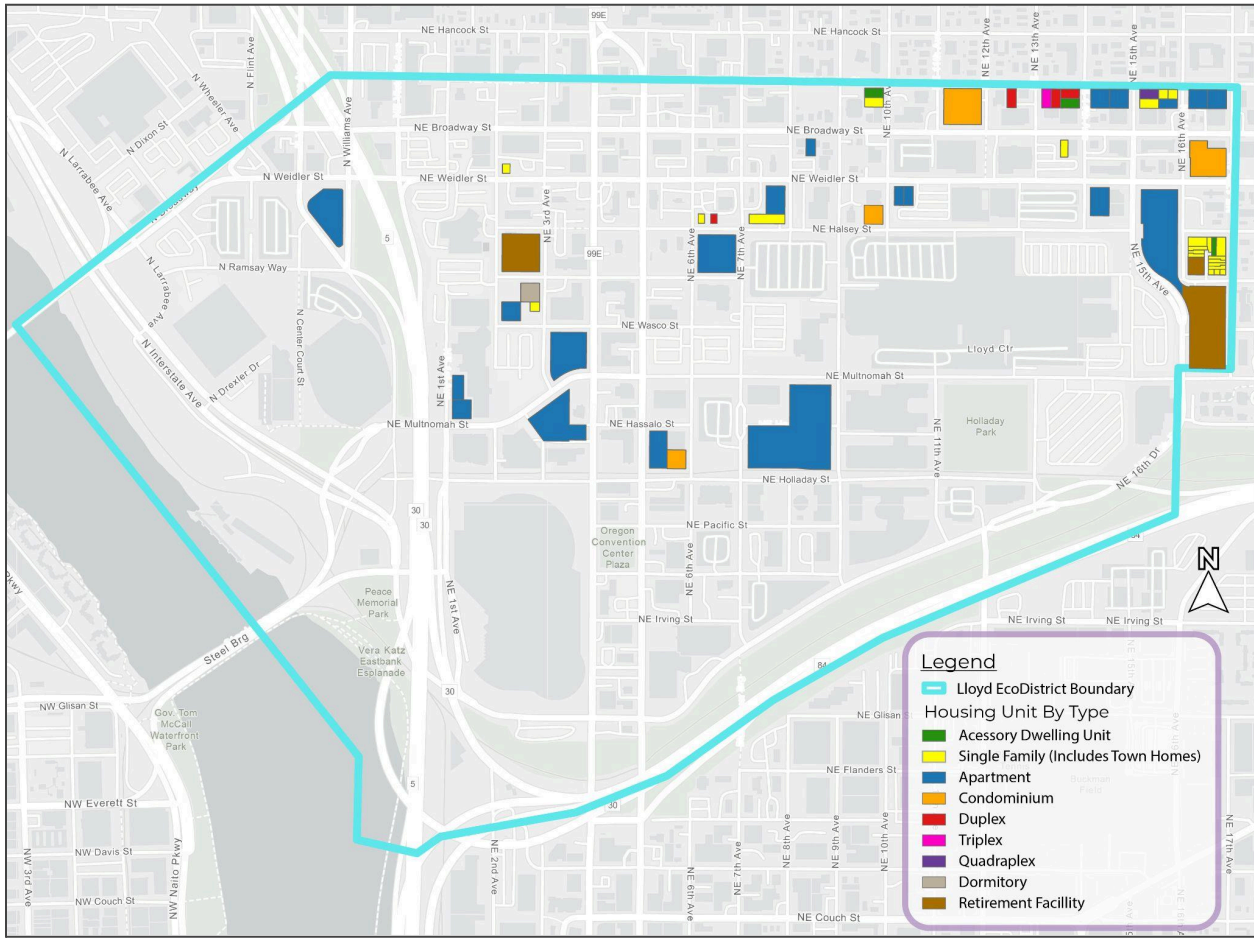 99E
NE Hancock St
NE Hancock St
N Flint Ave
N Wheeler Ave
N Dixon St
N Larrabee Ave
N Williams Ave
NE 12th Ave
NE 13th Ave
NE 15th Ave
NE 10th Ave
NE 16th Ave
NE Broadway St
NE Broadway St
N Weidler St
NE Weidler St
NE Weidler St
N Broadway
NE 3rd Ave
5
99E
NE 6th Ave
NE 7th Ave
NE Halsey St
N Ramsay Way
N Larrabee Ave
NE 15th Ave
N Center Court St
NE Wasco St
Lloyd Ctr
N Interstate Ave
N Drexler Dr
NE 1st Ave
NE Multnomah St
NE Multnomah St
NE Hassalo St
NE 11th Ave
Holladay
Park
NE 16th Dr
NE Holladay St
30
30
NE Pacific St
Oregon
Convention
Center
Plaza
84
N
NE 6th Ave
Pkwy
Peace
Memorial
Park
NE 1st Ave
NE Irving St
NE Irving St
NE Irving St
Steel Brg
Vera Katz
Eastbank
Esplanade
84
30
NW Glisan St
Gov. Tom
McCall
Waterfront
Park
NE Glisan St
NE Flanders St
5
30
NW Everett St
NW Davis St
NW Couch St
NW 3rd Ave
NW Naito Pkwy
NE 2nd Ave
NE 6th Ave
NE 7th Ave
NE 8th Ave
NE 9th Ave
NE 10th Ave
NE 17th Ave
NE Couch St
Legend
Lloyd EcoDistrict Boundary
Housing Unit By Type
Acessory Dwelling Unit
Single Family (Includes Town Homes)
Apartment
Condominium
Duplex
Triplex
Quadraplex
Dormitory
Retirement Facillity